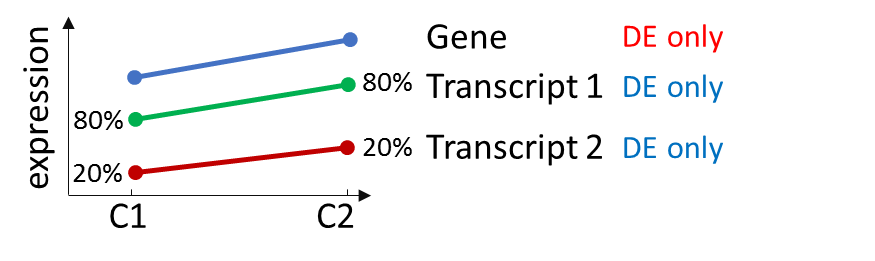 expression
Gene DE only
80% Transcript 1 DE only
80%
20% Transcript 2 DE only
20%
C1 C2